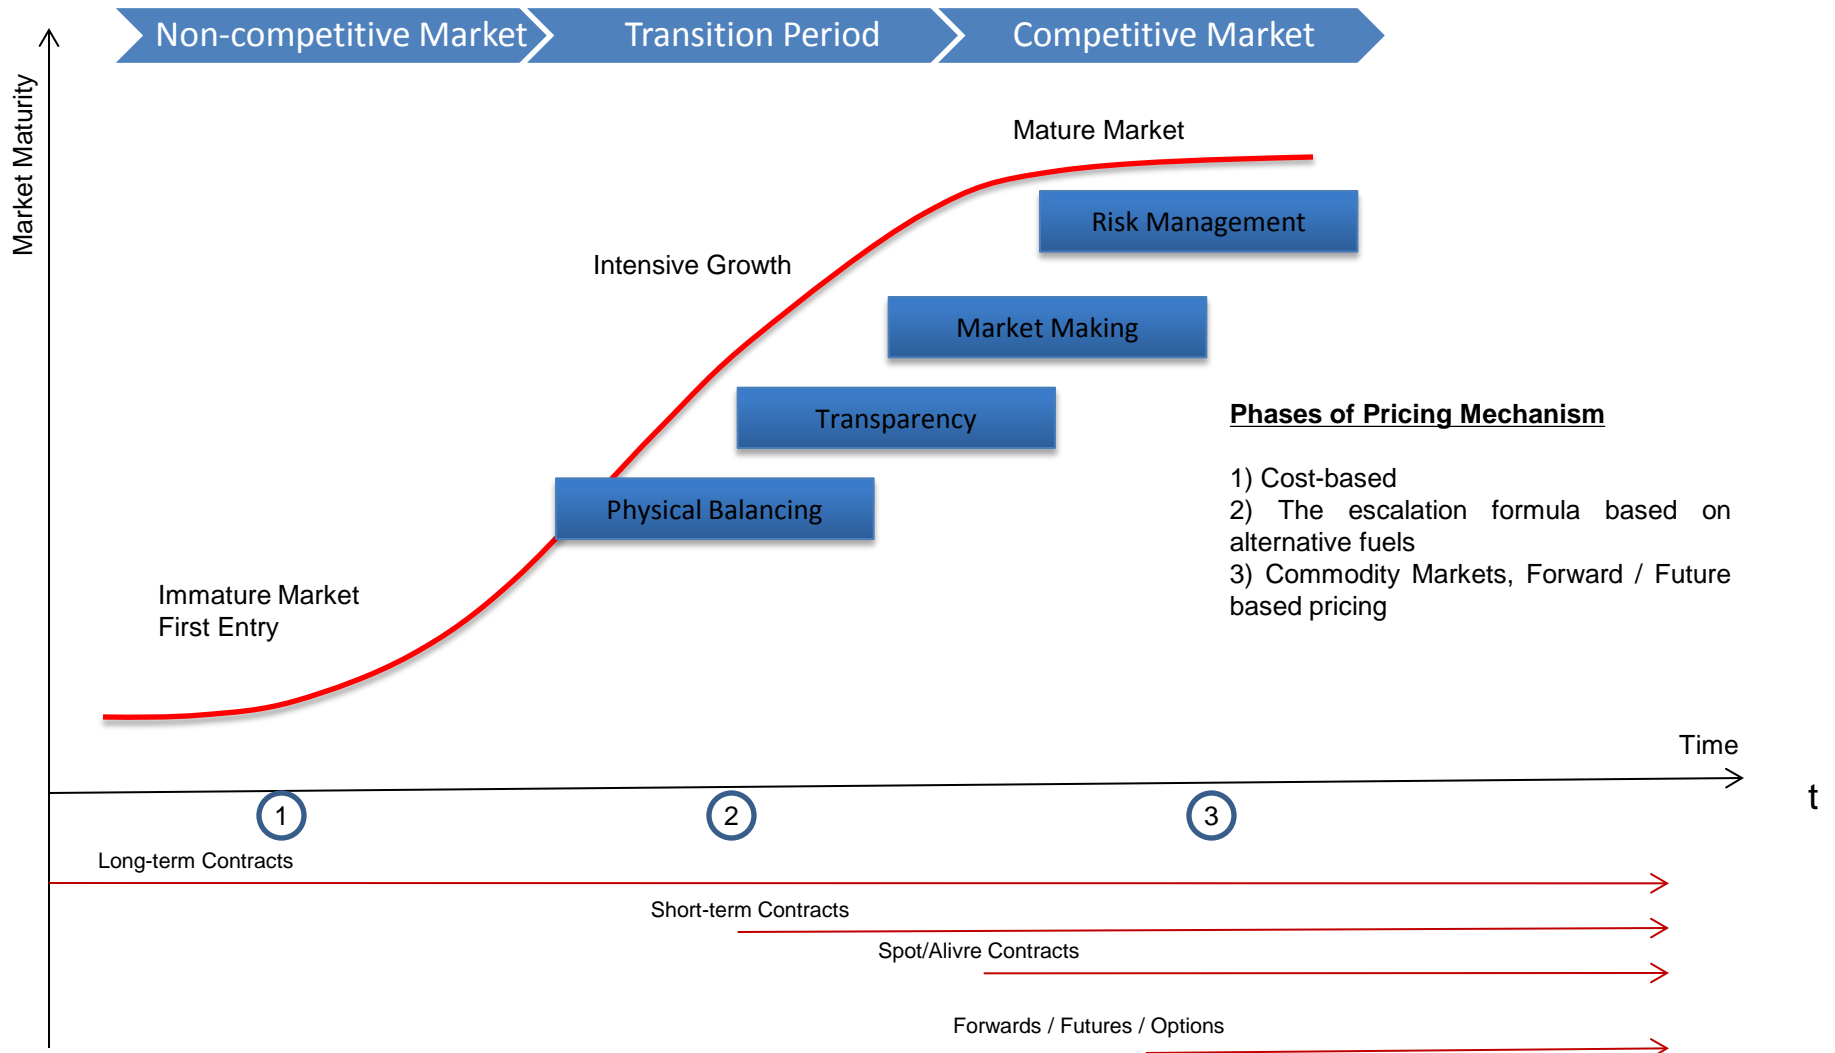 Non-competitive Market
Transition Period
Competitive Market
Market Maturity
Mature Market
Risk Management
Intensive Growth
Market Making
Transparency
Phases of Pricing Mechanism
1) Cost-based
2) The escalation formula based on
alternative fuels
3) Commodity Markets, Forward / Future
based pricing
Physical Balancing
Immature Market
First Entry
Time
t
1
2
3
Long-term Contracts
Short-term Contracts
Spot/Alivre Contracts
Forwards / Futures / Options